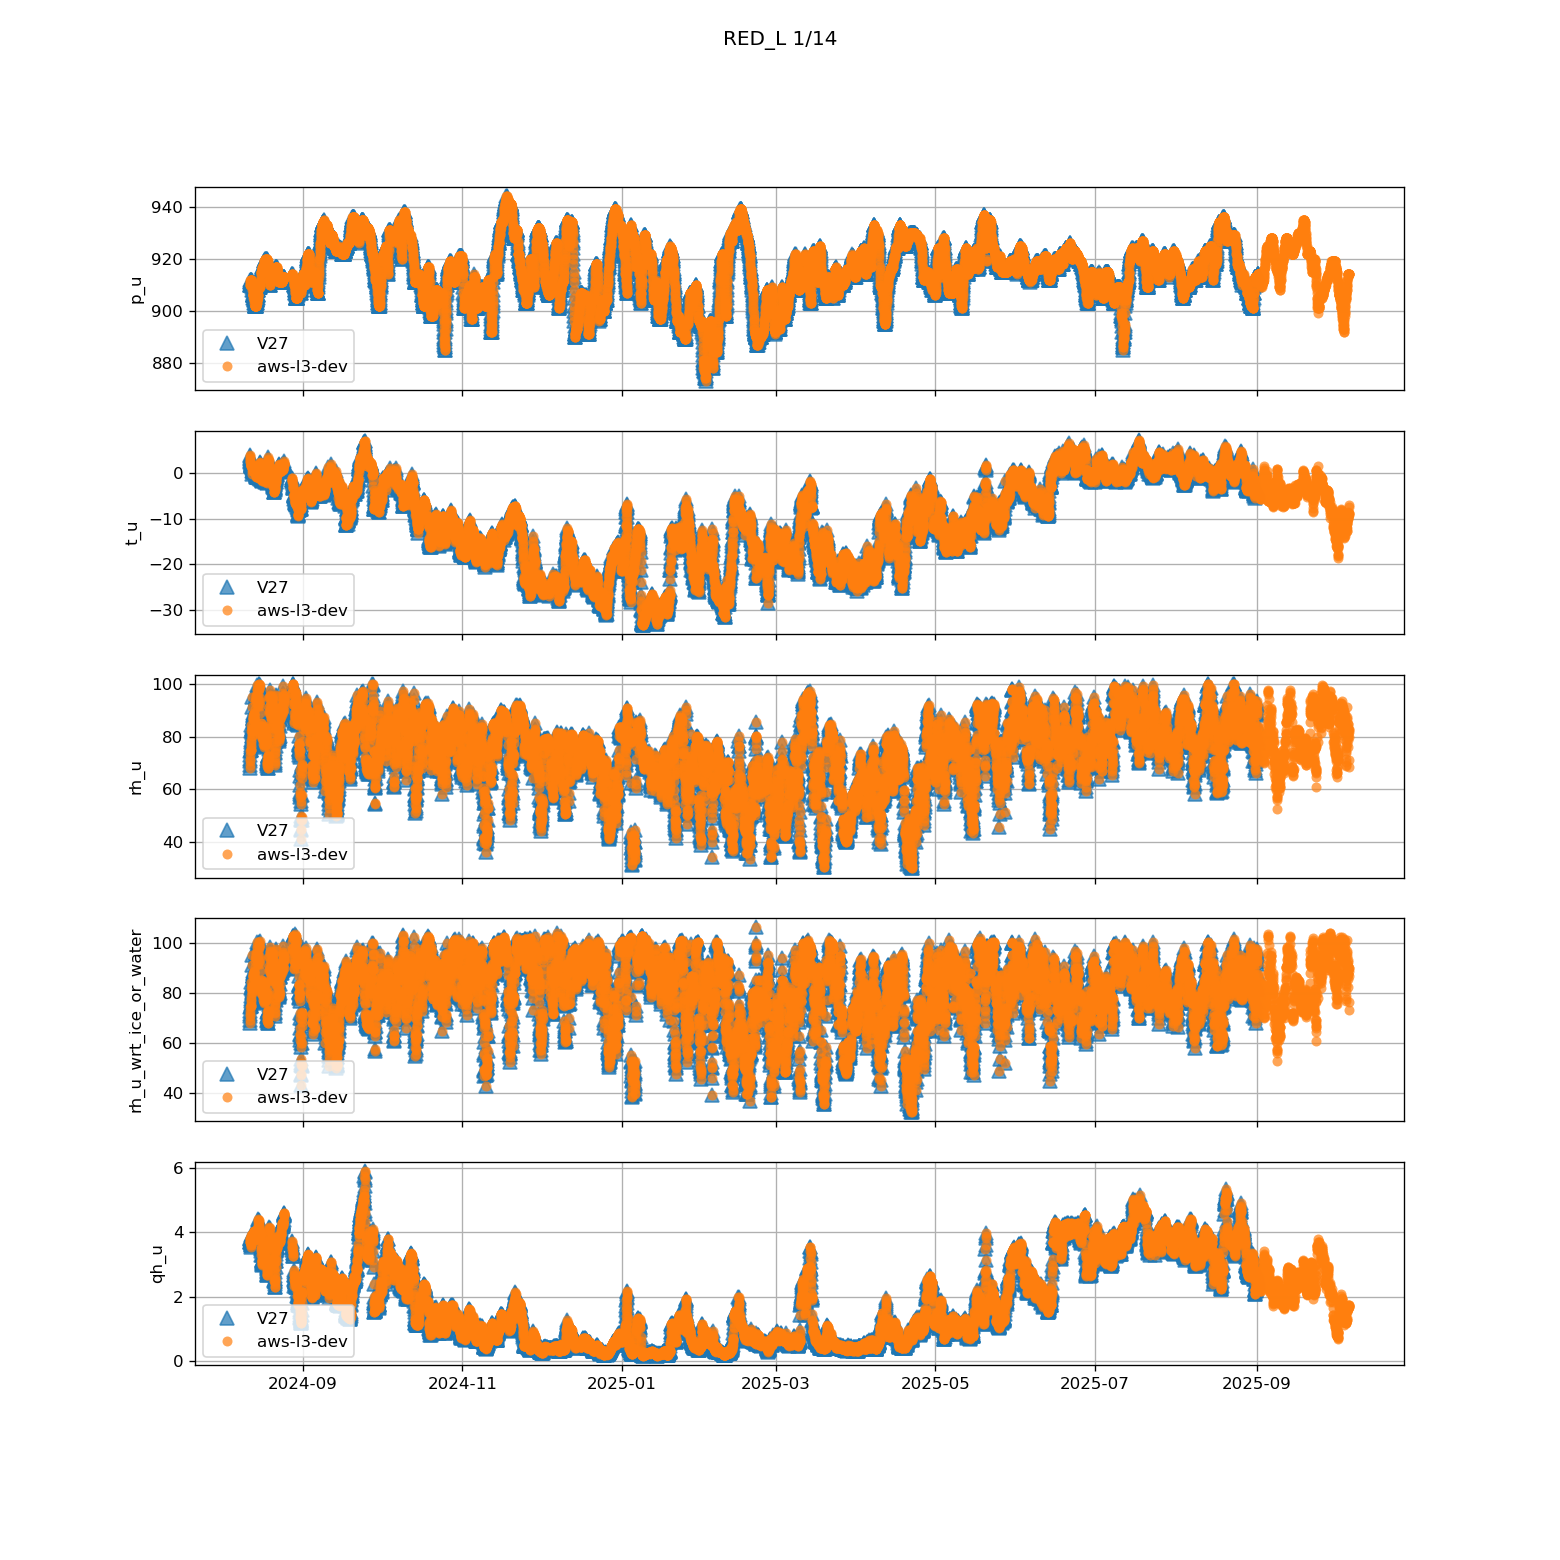 RED_L 1/14
940
920
900
880
p_u
V27
aws-l3-dev
0
−10
−20
−30
t_u
V27
aws-l3-dev
100
80
60
40
rh_u
V27
aws-l3-dev
100
80
60
40
rh_u_wrt_ice_or_water
V27
aws-l3-dev
6
4
2
0
qh_u
V27
aws-l3-dev
2024-09 2024-11 2025-01 2025-03 2025-05 2025-07 2025-09